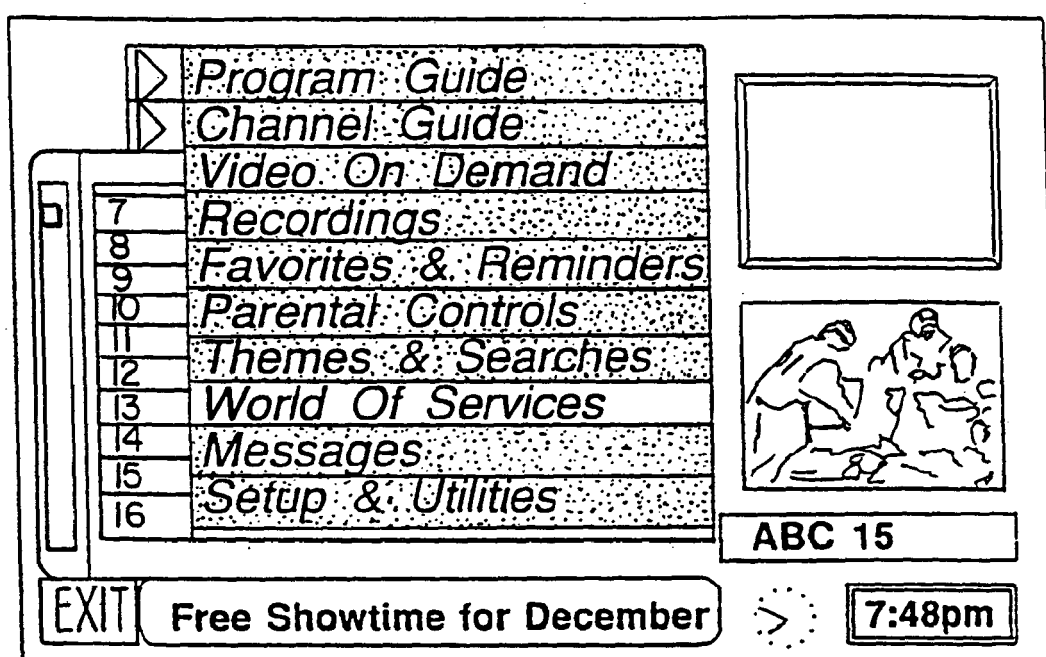 Program Guide
Channel Guide
Video On Demand
7
Recordings
8
Favorites & Reminders
9
10
Parental Controls
11
Themes & Searches
12
13
World Of Services
14
Messages
15
Setup & Utilities
16
ABC 15
EXIT
Free Showtime for December
7:48pm